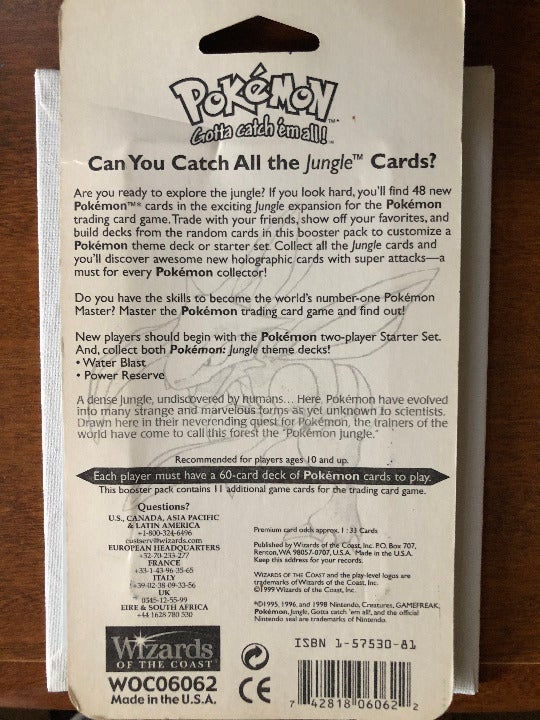 POKéMON™
Gotta catch 'em all!™
Can You Catch All the Jungle™ Cards?
Are you ready to explore the jungle? If you look hard, you'll find 48 new
Pokémon™* cards in the exciting Jungle expansion for the Pokémon
trading card game. Trade with your friends, show off your favorites, and
build decks from the random cards in this booster pack to customize a
Pokémon theme deck or starter set. Collect all the Jungle cards and
you'll discover awesome new holographic cards with super attacks—a
must for every Pokémon collector!
Do you have the skills to become the world's number-one Pokémon
Master? Master the Pokémon trading card game and find out!
New players should begin with the Pokémon two-player Starter Set.
And, collect both Pokémon: Jungle theme decks!
• Water Blast
• Power Reserve
A dense jungle, undiscovered by humans... Here, Pokémon have evolved
into many strange and marvelous forms as yet unknown to scientists.
Drawn here in their neverending quest for Pokémon, the trainers of the
world have come to call this forest the "Pokémon Jungle."
Recommended for players ages 10 and up.
Each player must have a 60-card deck of Pokémon cards to play.
This booster pack contains 11 additional game cards for the trading card game.
Questions?
U.S., CANADA, ASIA PACIFIC
& LATIN AMERICA
+1-800-324-6496
custserv@wizards.com
EUROPEAN HEADQUARTERS
+32-70-233-277
FRANCE
+33-1-43-96-35-65
ITALY
+39-02-38-09-33-56
UK
0345-12-55-99
EIRE & SOUTH AFRICA
+44 1628 780 530
Premium card odds approx. 1:33 Cards
Published by Wizards of the Coast, Inc. P.O. Box 707,
Renton, WA 98057-0707, U.S.A. Made in the U.S.A.
Keep this address for your records.
WIZARDS OF THE COAST and the play-level logos are
trademarks of Wizards of the Coast, Inc.
©1999 Wizards of the Coast, Inc.
*©1995, 1996, and 1998 Nintendo, Creatures, GAMEFREAK.
Pokémon, Jungle, Gotta catch 'em all!, and the official
Nintendo seal are trademarks of Nintendo.
Wizards
OF THE COAST®
WOC06062
Made in the U.S.A.
CE
ISBN 1-57530-81
7 42818 06062 2